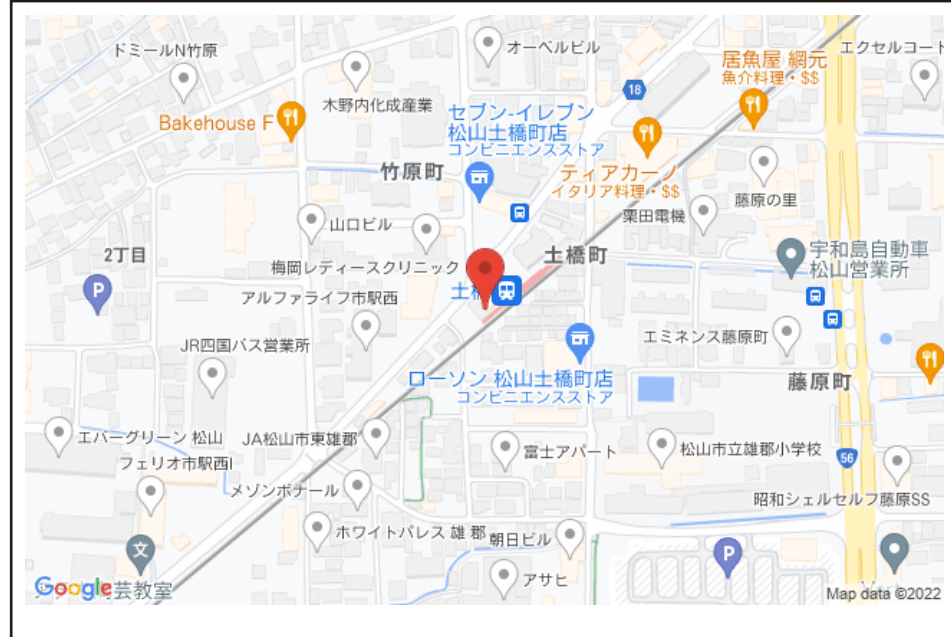 ドミールN竹原
オーベルビル
エクセルコート
居魚屋 網元
魚介料理・$$
木野内化成産業
18
Bakehouse F
セブン-イレブン
松山土橋町店
コンビニエンスストア
竹原町
ティアカーノ
イタリア料理・$$
藤原の里
栗田電機
山口ビル
2丁目
土橋町
宇和島自動車
松山営業所
梅岡レディースクリニック
P
土橋
アルファライフ市駅西
JR四国バス営業所
エミネンス藤原町
ローソン 松山土橋町店
コンビニエンスストア
藤原町
エバーグリーン 松山
JA松山市東雄郡
富士アパート
松山市立雄郡小学校
フェリオ市駅西I
56
メゾンボナール
昭和シェルセルフ藤原SS
ホワイトパレス 雄郡
朝日ビル
文
P
アサヒ
Google
芸教室
Map data ©2022